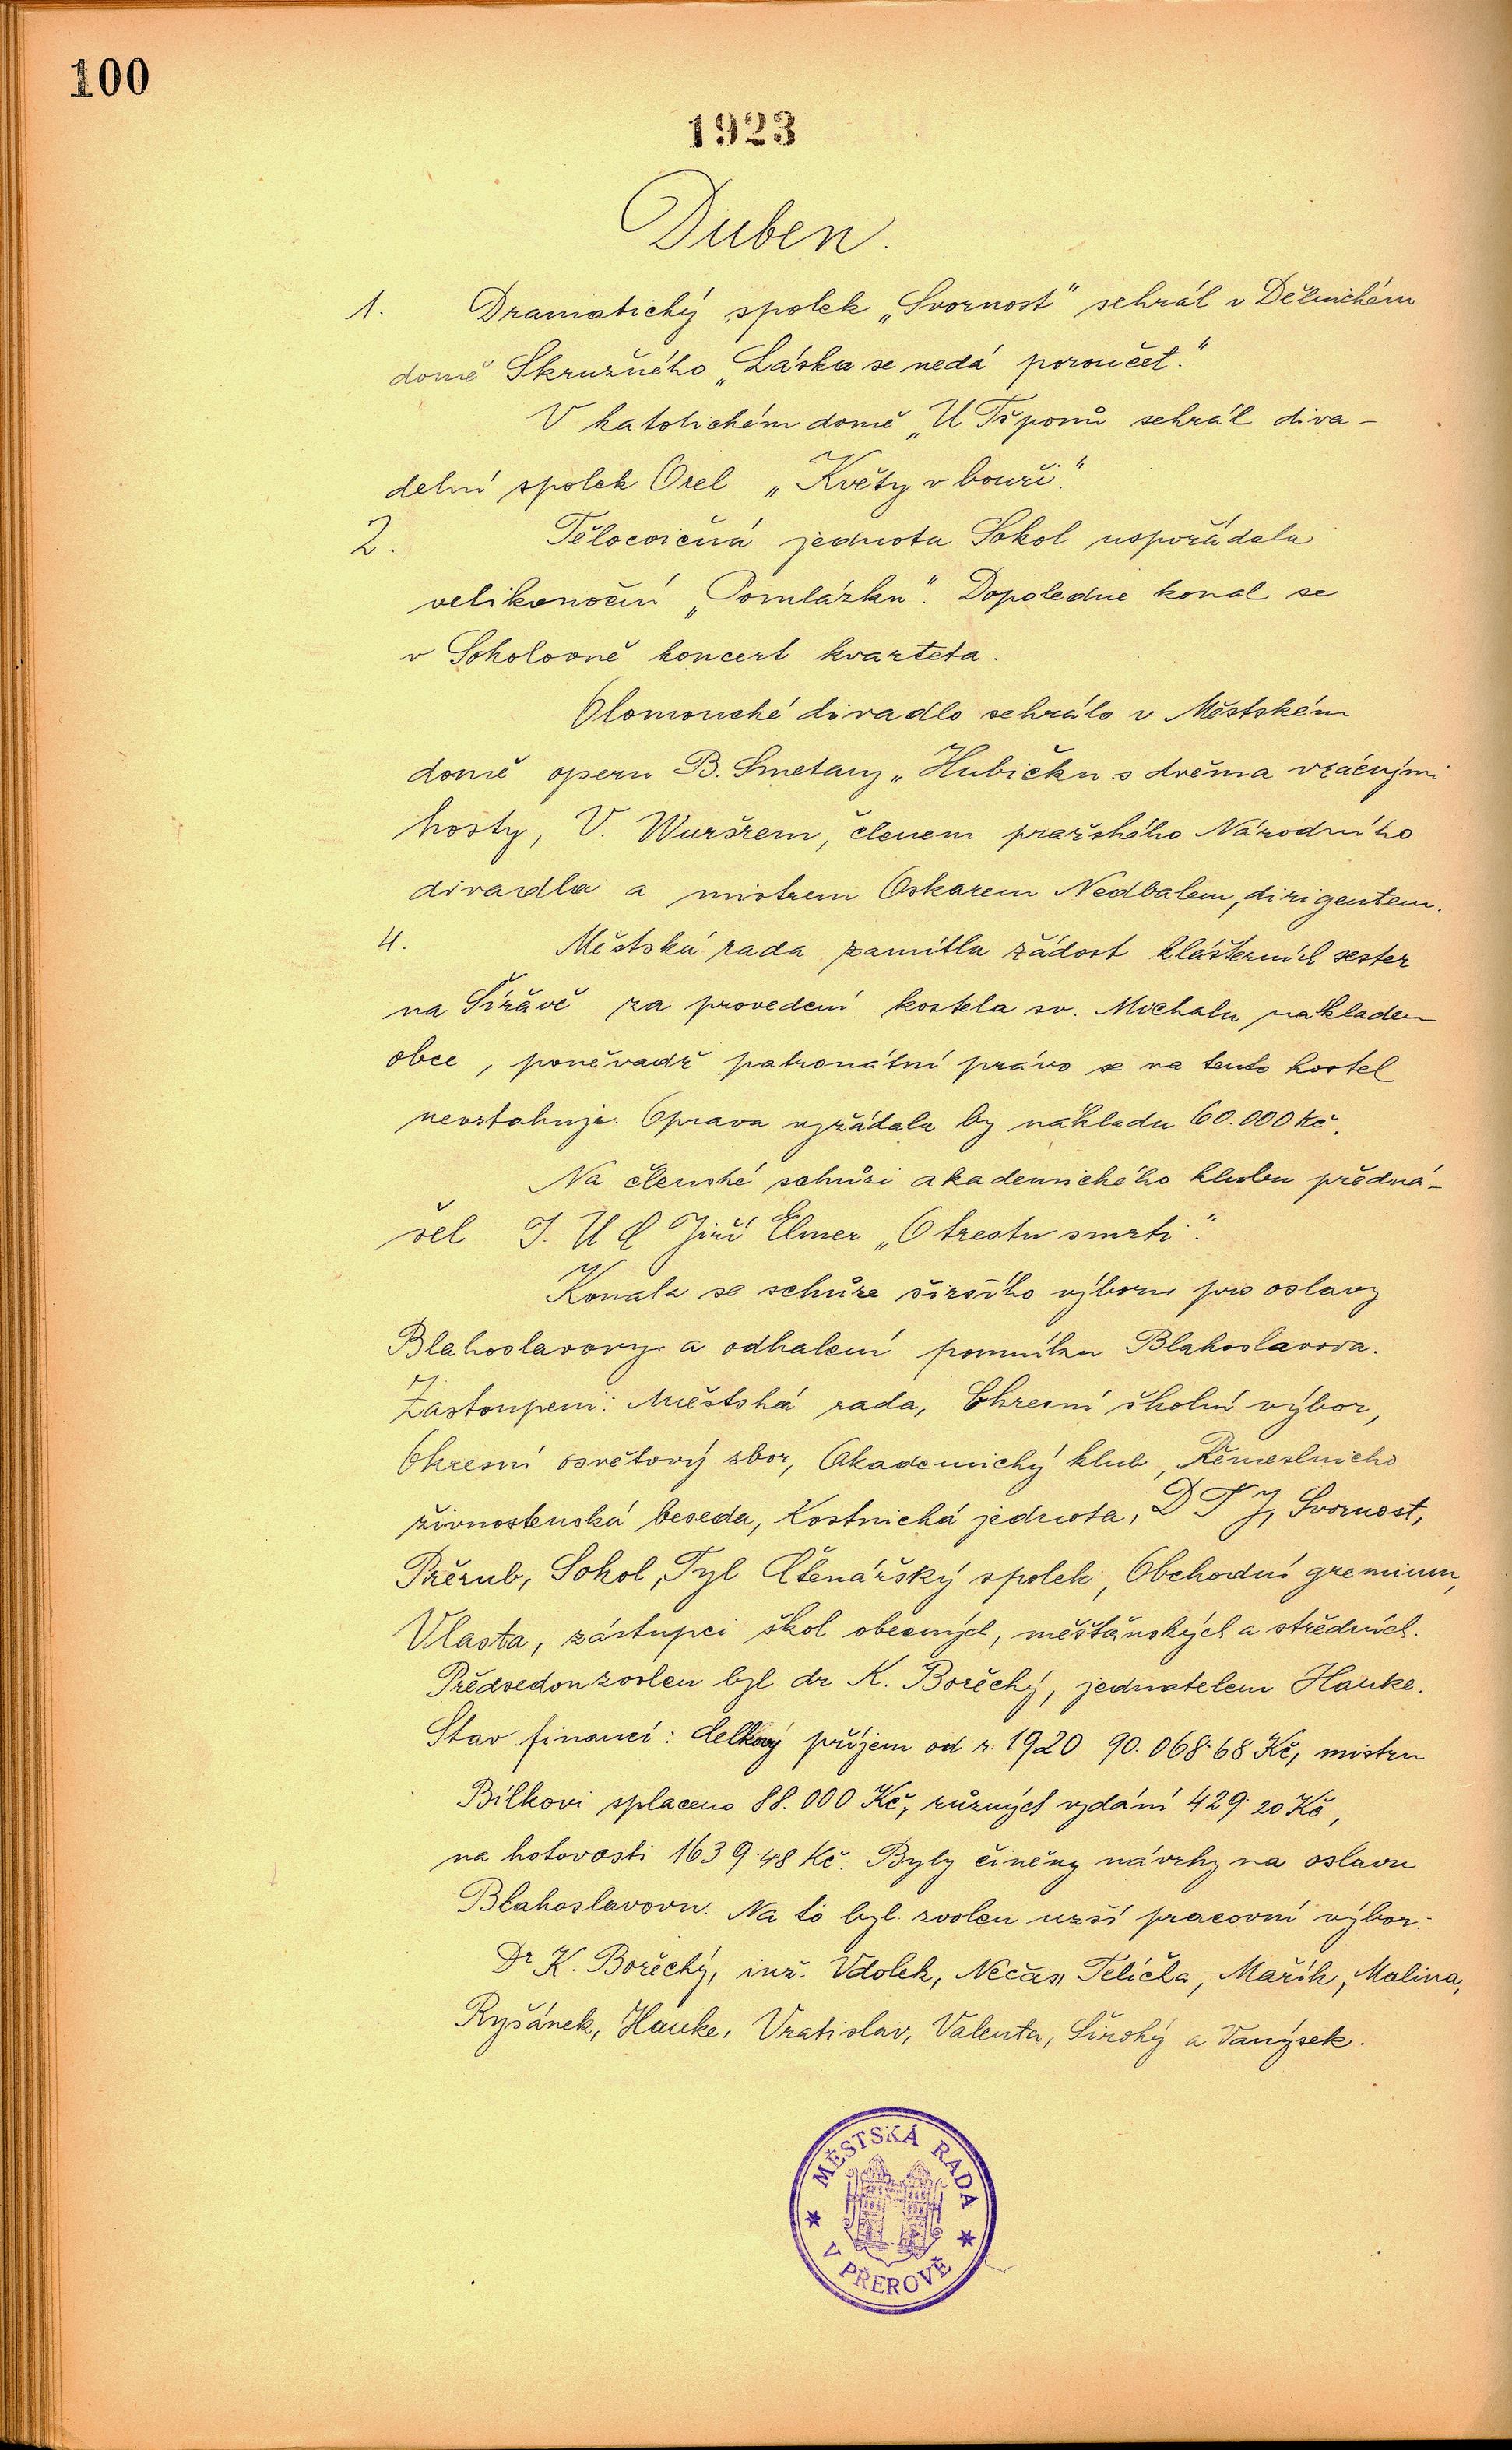 100
1923
Duben.
1. Dramatický spolek „Svornost" sehrál v Dělnickém
domě Skružného „Láska se nedá poroučet."
V katolickém domě „U Tšponů sehrál diva-
delní spolek Orel „Květy v bouři."
2. Tělocvičná jednota Sokol uspořádala
velikonoční „Pomlázku". Dopoledne konal se
v Sokolovně koncert kvarteta.
Olomoucké divadlo sehrálo v Městském
domě operu B. Smetany „Hubičku s dvěma vzácnými
hosty, V. Wuršrem, členem pražského Národního
divadla a mistrem Oskarem Nedbalem, dirigentem.
4. Městská rada zamítla žádost klášterních sester
na Šířavě za provedení kostela sv. Michala nákladem
obce, poněvadž patronátní právo se na tento kostel
nevztahuje. Oprava vyžádala by nákladu 60.000 Kč.
Na členské schůzi akademického klubu předná-
šel J. U C Jiří Elmer „O trestu smrti".
Konala se schůze širšího výboru pro oslavy
Blahoslavovy a odhalení pomníku Blahoslavova.
Zastoupeni: Městská rada, Okresní školní výbor,
Okresní osvětový sbor, Akademický klub, Řemeslnicko
živnostenská beseda, Kostnická jednota, D T J, Svornost,
Přerub, Sokol, Tyl Čtenářský spolek, Obchodní gremium,
Vlasta, zástupci škol obecných, měšťanských a středních.
Předsedou zvolen byl dr K. Bořěcký, jednatelem Hauke.
Stav financí: Celkový příjem od r. 1920 90.068·68 Kč, mistru
Bílkovi splaceno 88.000 Kč, různých vydání 429·20 Kč,
na hotovosti 1639·48 Kč. Byly činěny návrhy na oslavu
Blahoslavovu. Na to byl zvolen užší pracovní výbor:
Dr K. Bořěcký, inž. Vdolek, Nečas, Telička, Mařík, Malina,
Ryšánek, Hauke, Vratislav, Valenta, Široký a Vanýsek.
MĚSTSKÁ RADA
V PŘEROVĚ